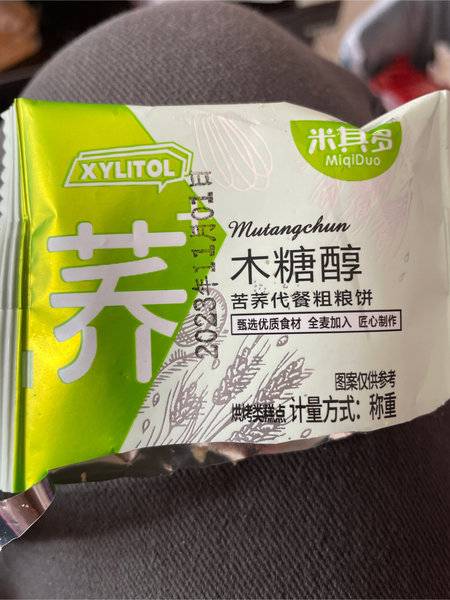 XYLITOL
米其多
MiqiDuo
荞
2023年11月01日
Mutangchun
木糖醇
苦荞代餐粗粮饼
甄选优质食材 全麦加入 匠心制作
图案仅供参考
烘烤类糕点 计量方式：称重